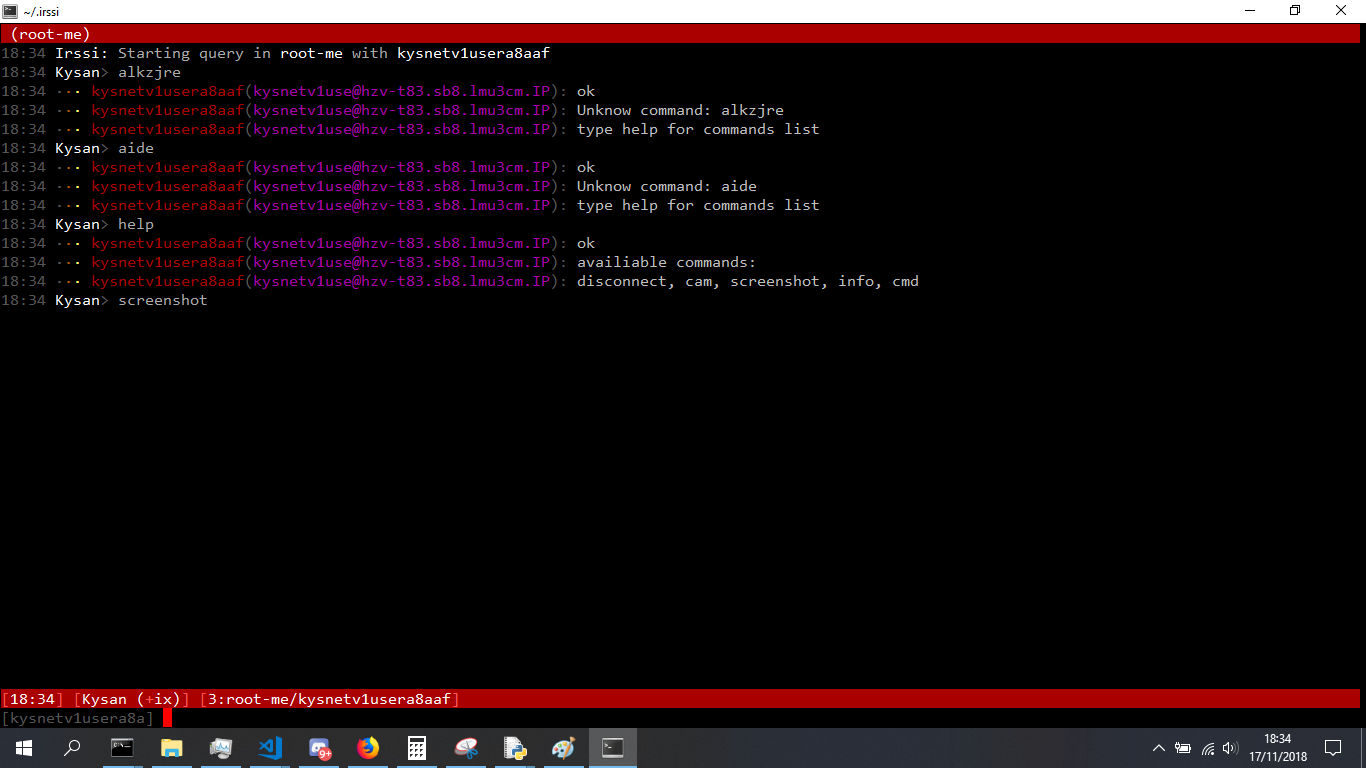 ~/.irssi
(root-me)
18:34 Irssi: Starting query in root-me with kysnetv1usera8aaf
18:34 Kysan> alkzjre
18:34 ··· kysnetv1usera8aaf(kysnetv1use@hzv-t83.sb8.lmu3cm.IP): ok
18:34 ··· kysnetv1usera8aaf(kysnetv1use@hzv-t83.sb8.lmu3cm.IP): Unknow command: alkzjre
18:34 ··· kysnetv1usera8aaf(kysnetv1use@hzv-t83.sb8.lmu3cm.IP): type help for commands list
18:34 Kysan> aide
18:34 ··· kysnetv1usera8aaf(kysnetv1use@hzv-t83.sb8.lmu3cm.IP): ok
18:34 ··· kysnetv1usera8aaf(kysnetv1use@hzv-t83.sb8.lmu3cm.IP): Unknow command: aide
18:34 ··· kysnetv1usera8aaf(kysnetv1use@hzv-t83.sb8.lmu3cm.IP): type help for commands list
18:34 Kysan> help
18:34 ··· kysnetv1usera8aaf(kysnetv1use@hzv-t83.sb8.lmu3cm.IP): ok
18:34 ··· kysnetv1usera8aaf(kysnetv1use@hzv-t83.sb8.lmu3cm.IP): availiable commands:
18:34 ··· kysnetv1usera8aaf(kysnetv1use@hzv-t83.sb8.lmu3cm.IP): disconnect, cam, screenshot, info, cmd
18:34 Kysan> screenshot
[18:34] [Kysan (+ix)] [3:root-me/kysnetv1usera8aaf]
[kysnetv1usera8a]
9+
18:34
17/11/2018